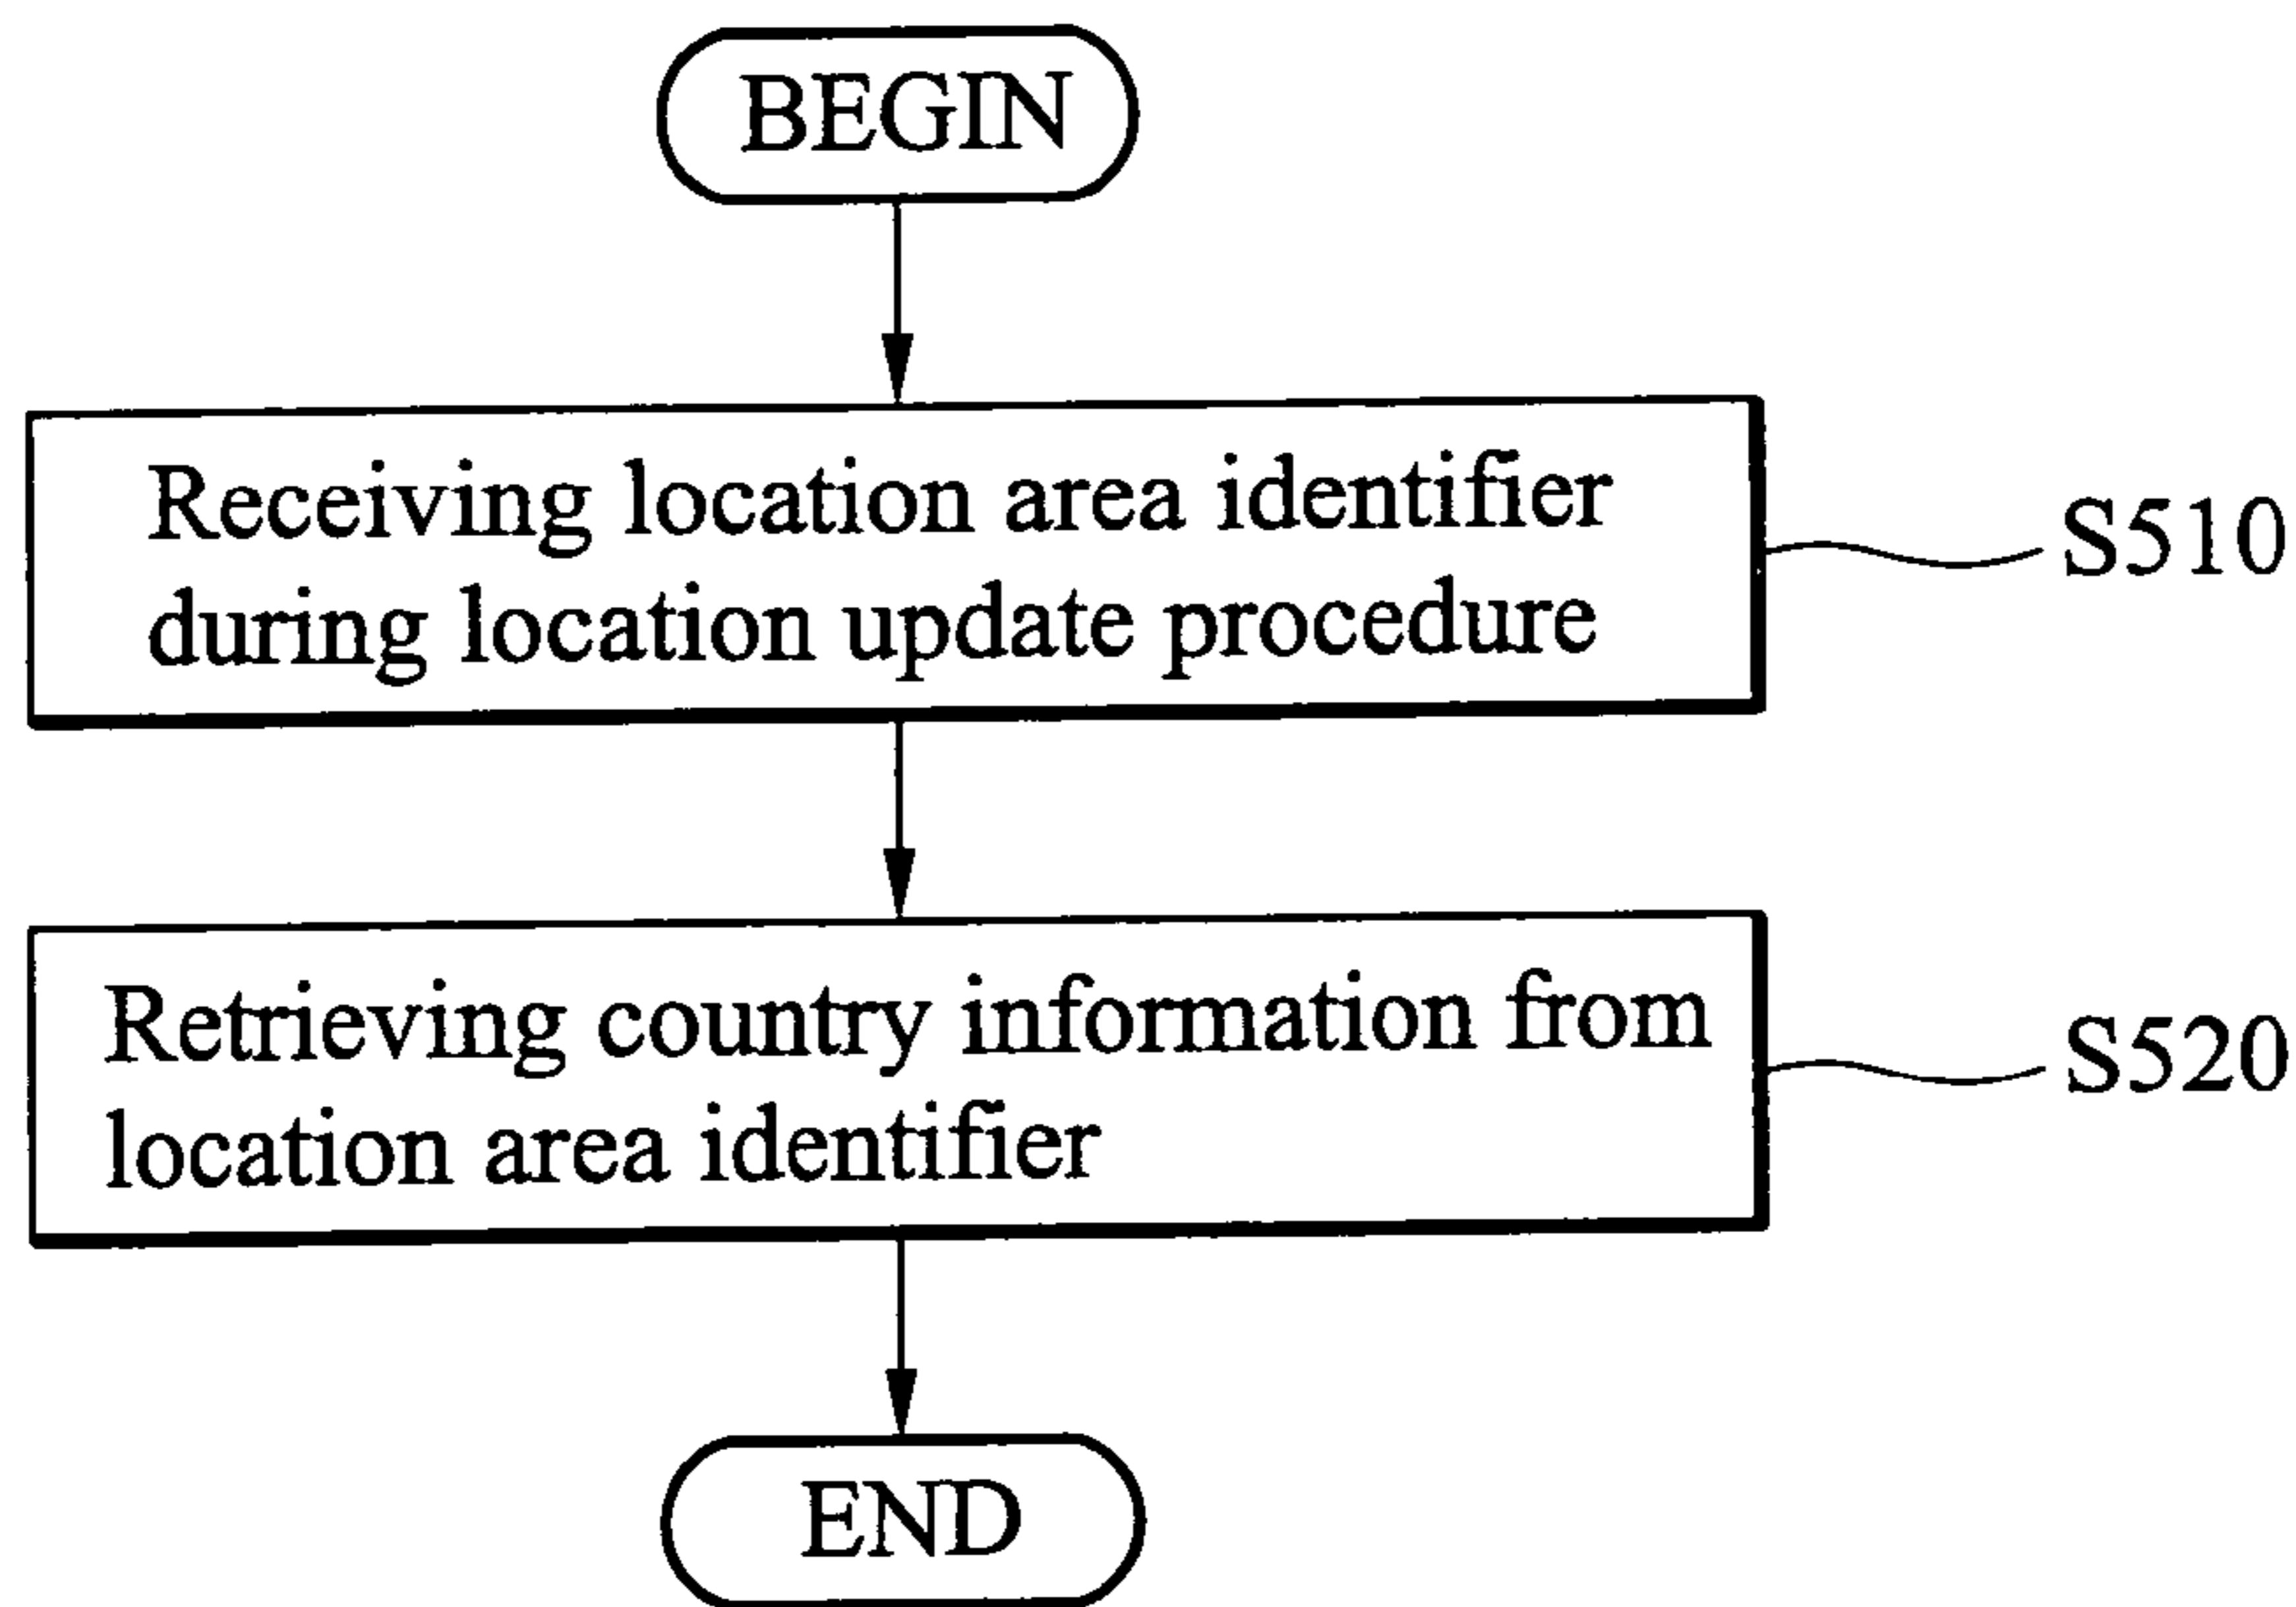 BEGIN
Receiving location area identifier
during location update procedure
S510
Retrieving country information from
location area identifier
S520
END